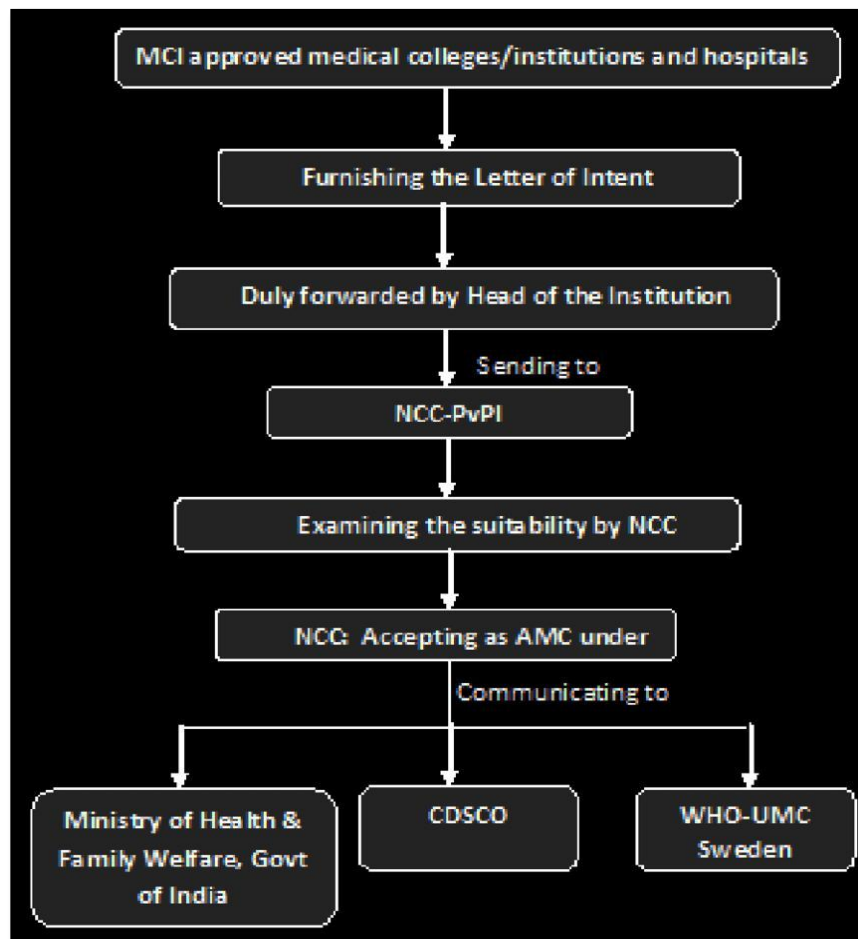 MCI approved medical colleges/institutions and hospitals
Furnishing the Letter of Intent
Duly forwarded by Head of the Institution
Sending to
NCC-PvPI
Examining the suitability by NCC
NCC: Accepting as AMC under
Communicating to
Ministry of Health &
Family Welfare, Govt
of India
CDSCO
WHO-UMC
Sweden